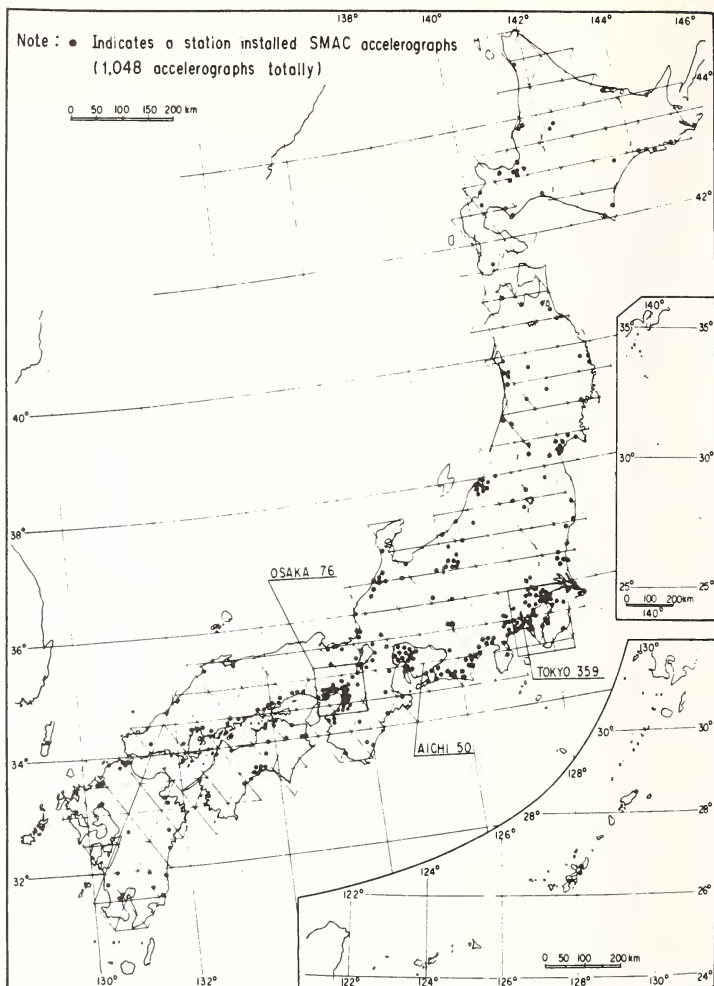 138° 140° 142° 144° 146°
Note : • Indicates a station installed SMAC accelerographs
(1,048 accelerographs totally)
0 50 100 150 200 km
44°
42°
140°
35° 35°
40°
30° 30°
38°
OSAKA 76
25° 25°
0 100 200km
140°
36°
130°
TOKYO 359
30°
AICHI 50
34°
128°
28° 28°
126°
32°
124°
122° 26°
0 50 100 200 km
130° 132° 122° 124° 126° 128° 130° 24°